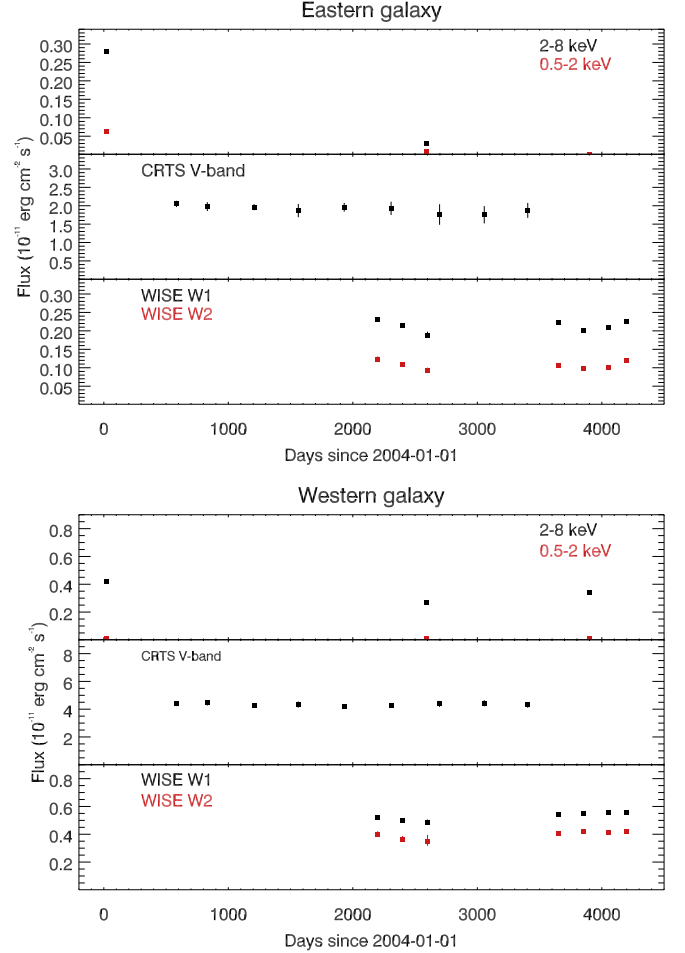 Eastern galaxy
0.30
0.25
0.20
0.15
0.10
0.05
2-8 keV
0.5-2 keV
3.0
2.5
2.0
1.5
1.0
0.5
CRTS V-band
0.30
0.25
0.20
0.15
0.10
0.05
WISE W1
WISE W2
Flux (10⁻¹¹ erg cm⁻² s⁻¹)
0 1000 2000 3000 4000
Days since 2004-01-01
Western galaxy
0.8
0.6
0.4
0.2
2-8 keV
0.5-2 keV
8
6
4
2
CRTS V-band
0.8
0.6
0.4
0.2
WISE W1
WISE W2
Flux (10⁻¹¹ erg cm⁻² s⁻¹)
0 1000 2000 3000 4000
Days since 2004-01-01